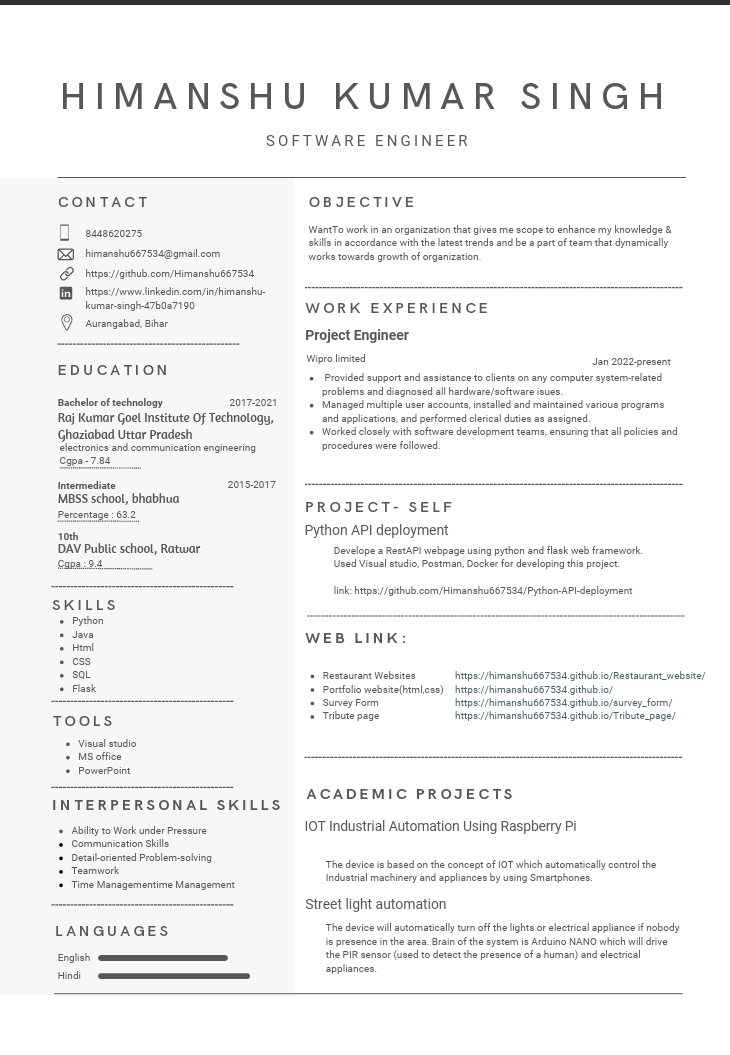 HIMANSHU KUMAR SINGH
SOFTWARE ENGINEER
CONTACT
8448620275
himanshu667534@gmail.com
https://github.com/Himanshu667534
https://www.linkedin.com/in/himanshu-
kumar-singh-47b0a7190
Aurangabad, Bihar
EDUCATION
Bachelor of technology 2017-2021
Raj Kumar Goel Institute Of Technology,
Ghaziabad Uttar Pradesh
electronics and communication engineering
Cgpa - 7.84
Intermediate 2015-2017
MBSS school, bhabhua
Percentage : 63.2
10th
DAV Public school, Ratwar
Cgpa : 9.4
SKILLS
• Python
• Java
• Html
• CSS
• SQL
• Flask
TOOLS
• Visual studio
• MS office
• PowerPoint
INTERPERSONAL SKILLS
• Ability to Work under Pressure
• Communication Skills
• Detail-oriented Problem-solving
• Teamwork
• Time Managementime Management
LANGUAGES
English
Hindi
OBJECTIVE
WantTo work in an organization that gives me scope to enhance my knowledge &
skills in accordance with the latest trends and be a part of team that dynamically
works towards growth of organization.
WORK EXPERIENCE
Project Engineer
Wipro limited
Jan 2022-present
• Provided support and assistance to clients on any computer system-related
problems and diagnosed all hardware/software isues.
• Managed multiple user accounts, installed and maintained various programs
and applications, and performed clerical duties as assigned.
• Worked closely with software development teams, ensuring that all policies and
procedures were followed.
PROJECT- SELF
Python API deployment
Develope a RestAPI webpage using python and flask web framework.
Used Visual studio, Postman, Docker for developing this project.
link: https://github.com/Himanshu667534/Python-API-deployment
WEB LINK:
• Restaurant Websites https://himanshu667534.github.io/Restaurant_website/
• Portfolio website(html,css) https://himanshu667534.github.io/
• Survey Form https://himanshu667534.github.io/survey_form/
• Tribute page https://himanshu667534.github.io/Tribute_page/
ACADEMIC PROJECTS
IOT Industrial Automation Using Raspberry Pi
The device is based on the concept of IOT which automatically control the
Industrial machinery and appliances by using Smartphones.
Street light automation
The device will automatically turn off the lights or electrical appliance if nobody
is presence in the area. Brain of the system is Arduino NANO which will drive
the PIR sensor (used to detect the presence of a human) and electrical
appliances.